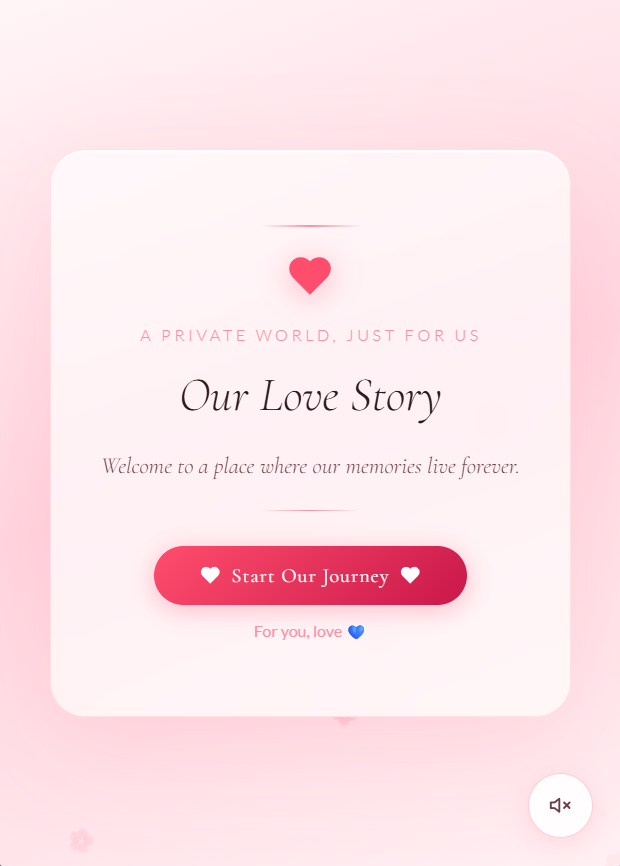 A PRIVATE WORLD, JUST FOR US
Our Love Story
Welcome to a place where our memories live forever.
Start Our Journey
For you, love 💙